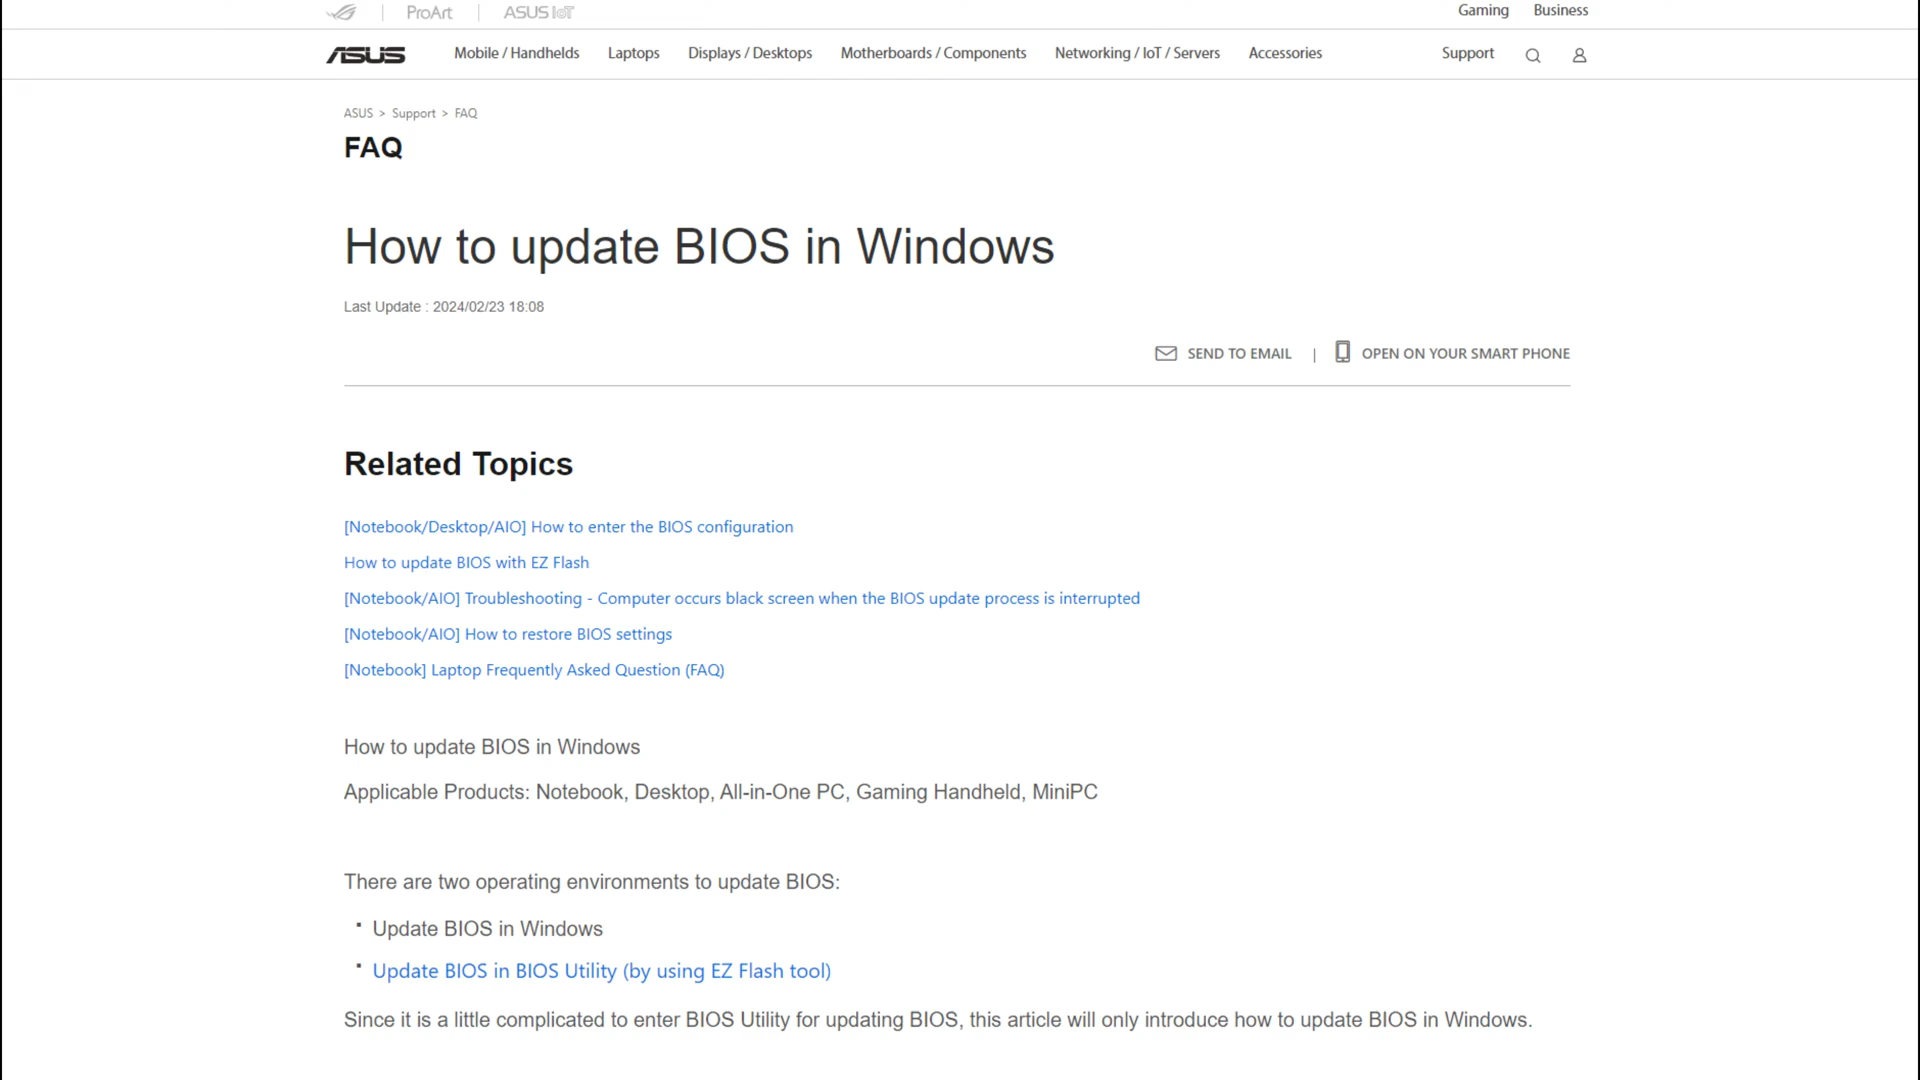 ProArt
ASUS IoT
Gaming
Business
ASUS
Mobile / Handhelds
Laptops
Displays / Desktops
Motherboards / Components
Networking / IoT / Servers
Accessories
Support
ASUS > Support > FAQ
FAQ
How to update BIOS in Windows
Last Update : 2024/02/23 18:08
SEND TO EMAIL | OPEN ON YOUR SMART PHONE
Related Topics
[Notebook/Desktop/AIO] How to enter the BIOS configuration
How to update BIOS with EZ Flash
[Notebook/AIO] Troubleshooting - Computer occurs black screen when the BIOS update process is interrupted
[Notebook/AIO] How to restore BIOS settings
[Notebook] Laptop Frequently Asked Question (FAQ)
How to update BIOS in Windows
Applicable Products: Notebook, Desktop, All-in-One PC, Gaming Handheld, MiniPC
There are two operating environments to update BIOS:
Update BIOS in Windows
Update BIOS in BIOS Utility (by using EZ Flash tool)
Since it is a little complicated to enter BIOS Utility for updating BIOS, this article will only introduce how to update BIOS in Windows.